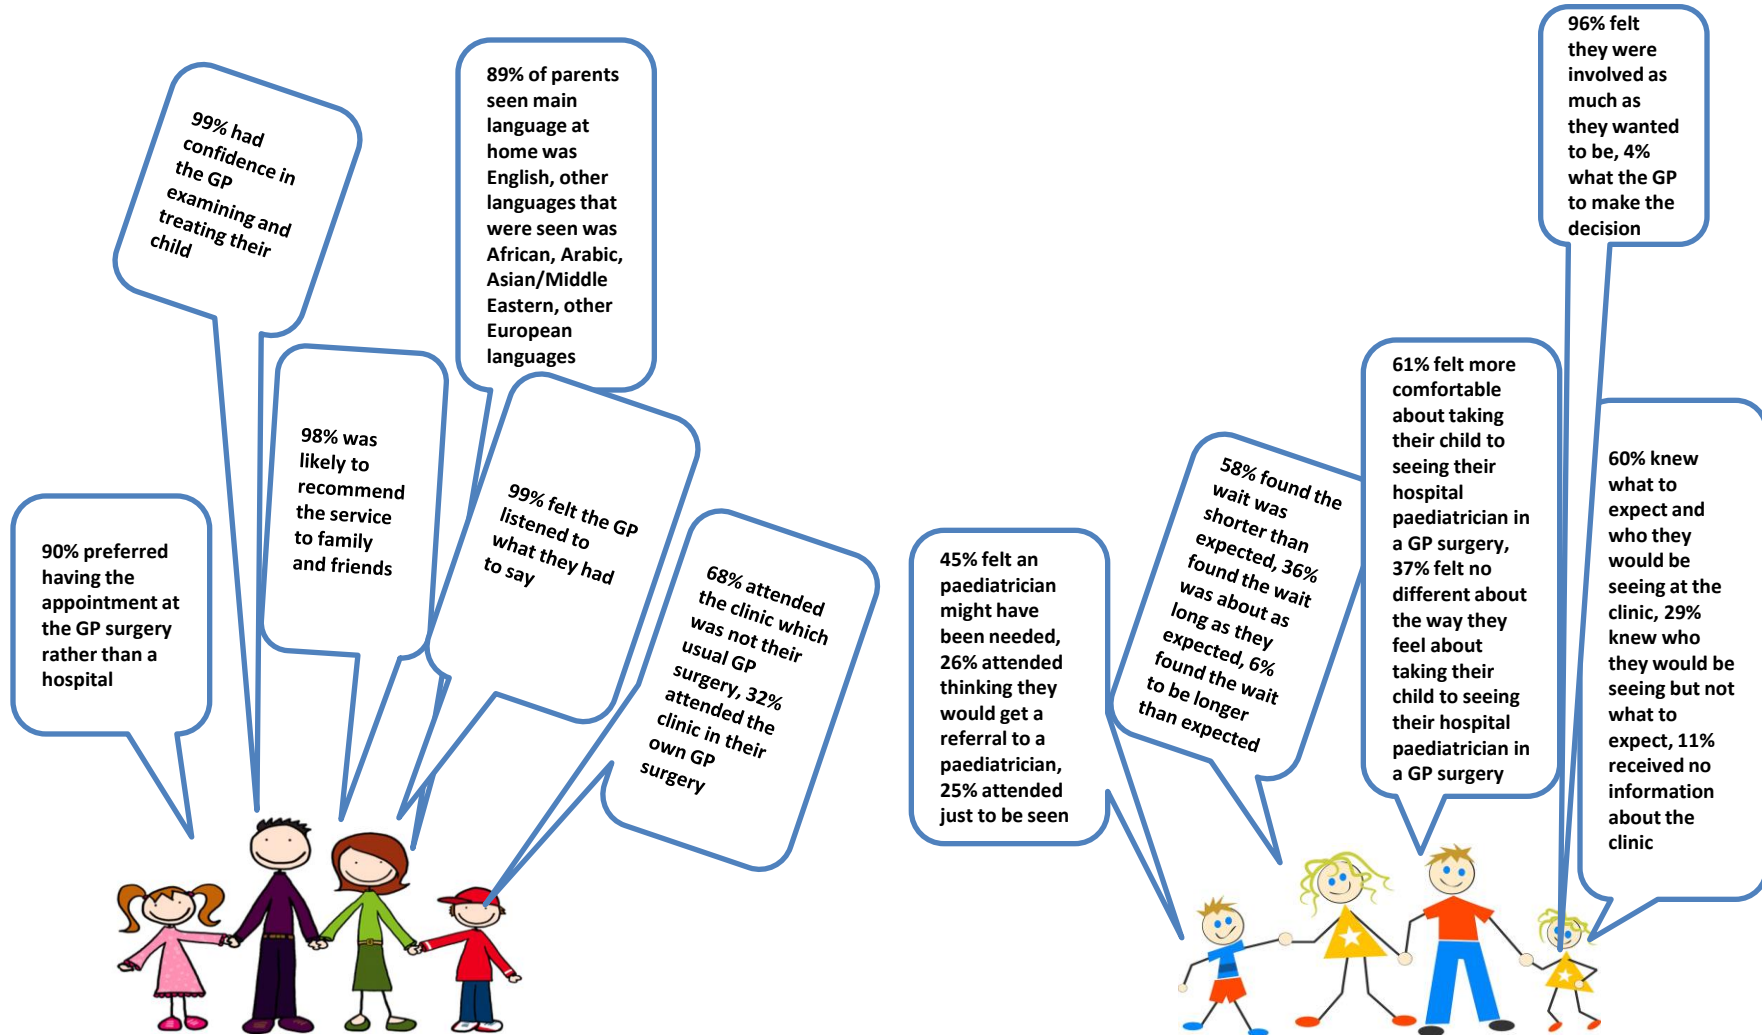 99% had
confidence in
the GP
examining and
treating their
child
89% of parents
seen main
language at
home was
English, other
languages that
were seen was
African, Arabic,
Asian/Middle
Eastern, other
European
languages
90% preferred
having the
appointment at
the GP surgery
rather than a
hospital
98% was
likely to
recommend
the service
to family
and friends
99% felt the GP
listened to
what they had
to say
68% attended
the clinic which
was not their
usual GP
surgery, 32%
attended the
clinic in their
own GP
surgery
45% felt an
paediatrician
might have
been needed,
26% attended
thinking they
would get a
referral to a
paediatrician,
25% attended
just to be seen
58% found the
wait was
shorter than
expected, 36%
found the wait
was about as
long as they
expected, 6%
found the wait
to be longer
than expected
61% felt more
comfortable
about taking
their child to
seeing their
hospital
paediatrician in
a GP surgery,
37% felt no
different about
the way they
feel about
taking their
child to seeing
their hospital
paediatrician in
a GP surgery
96% felt
they were
involved as
much as
they wanted
to be, 4%
what the GP
to make the
decision
60% knew
what to
expect and
who they
would be
seeing at the
clinic, 29%
knew who
they would be
seeing but not
what to
expect, 11%
received no
information
about the
clinic